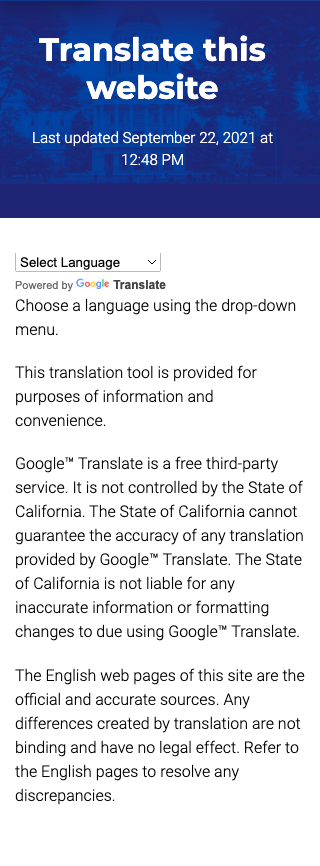 Translate this
website
Last updated September 22, 2021 at
12:48 PM
Select Language
Powered by Google Translate
Choose a language using the drop-down
menu.
This translation tool is provided for
purposes of information and
convenience.
Google™ Translate is a free third-party
service. It is not controlled by the State of
California. The State of California cannot
guarantee the accuracy of any translation
provided by Google™ Translate. The State
of California is not liable for any
inaccurate information or formatting
changes to due using Google™ Translate.
The English web pages of this site are the
official and accurate sources. Any
differences created by translation are not
binding and have no legal effect. Refer to
the English pages to resolve any
discrepancies.